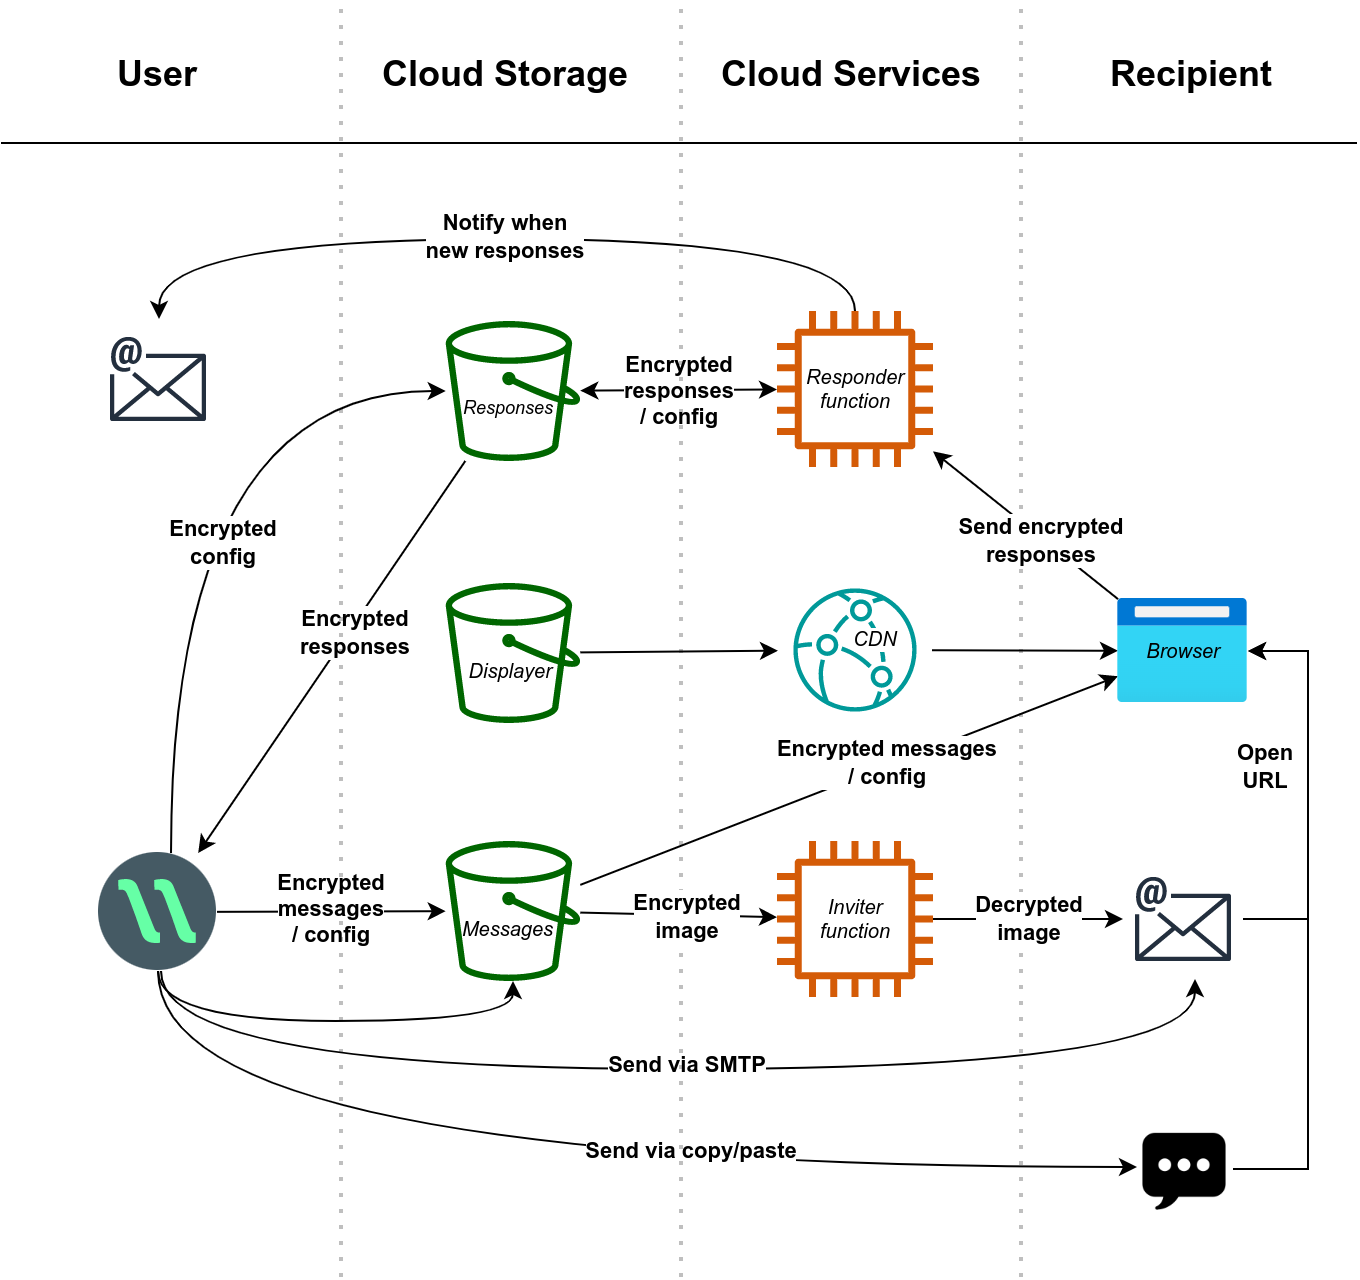 User
Cloud Storage
Cloud Services
Recipient
Notify when
new responses
Encrypted
responses
/ config
Responses
Responder
function
Encrypted
config
Send encrypted
responses
Encrypted
responses
Displayer
CDN
Browser
Encrypted messages
/ config
Open
URL
Encrypted
messages
/ config
Messages
Encrypted
image
Inviter
function
Decrypted
image
@
@
Send via SMTP
Send via copy/paste